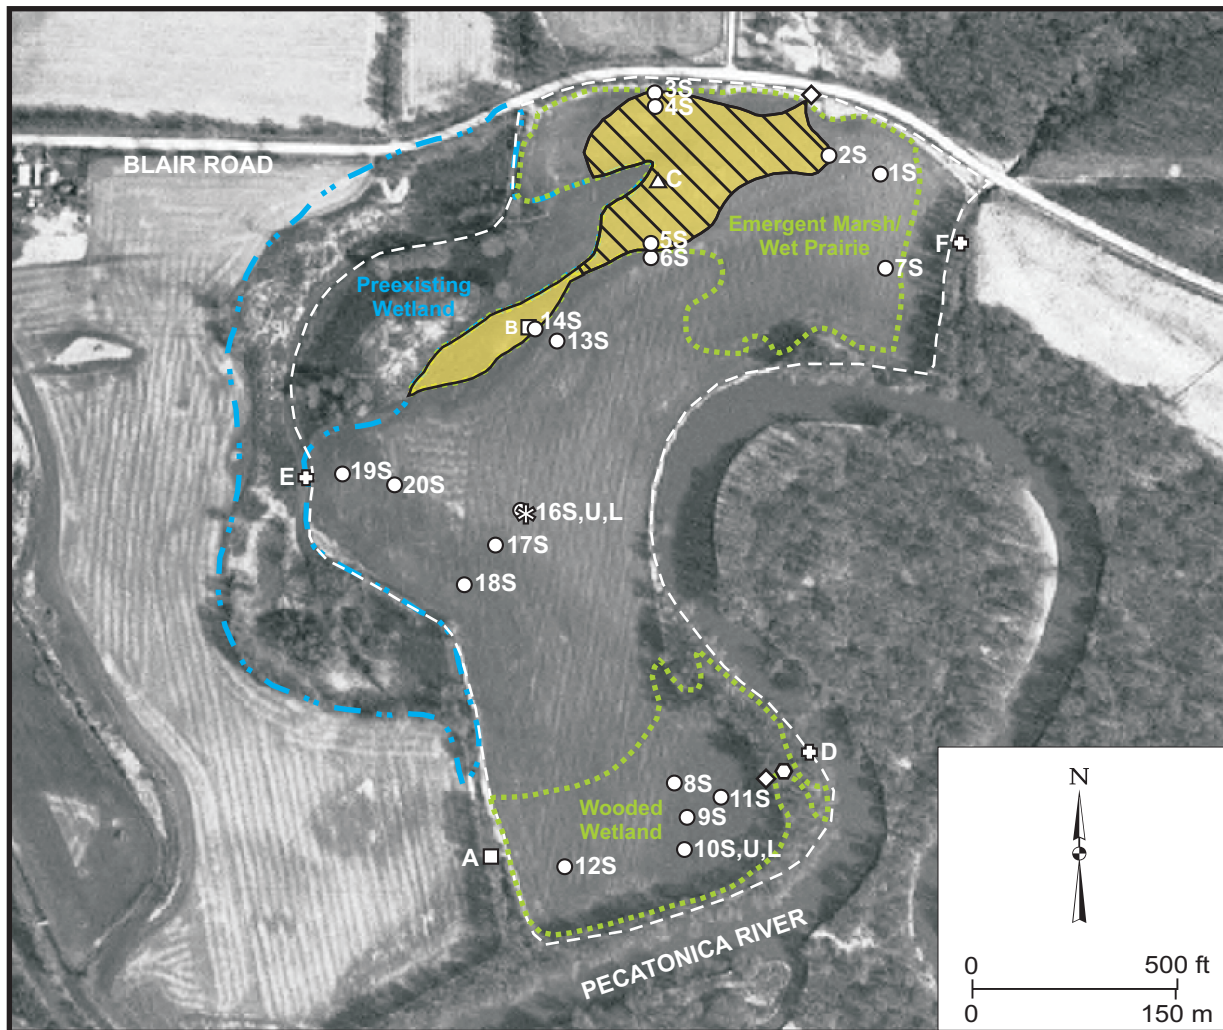 3S
4S
BLAIR ROAD
2S
1S
C
Emergent Marsh/
Wet Prairie
5S
F
6S
7S
Preexisting
Wetland
B
14S
13S
E
19S
20S
16S,U,L
17S
18S
D
8S
11S
Wooded
Wetland
9S
10S,U,L
A
12S
PECATONICA RIVER
N
0 500 ft
0 150 m